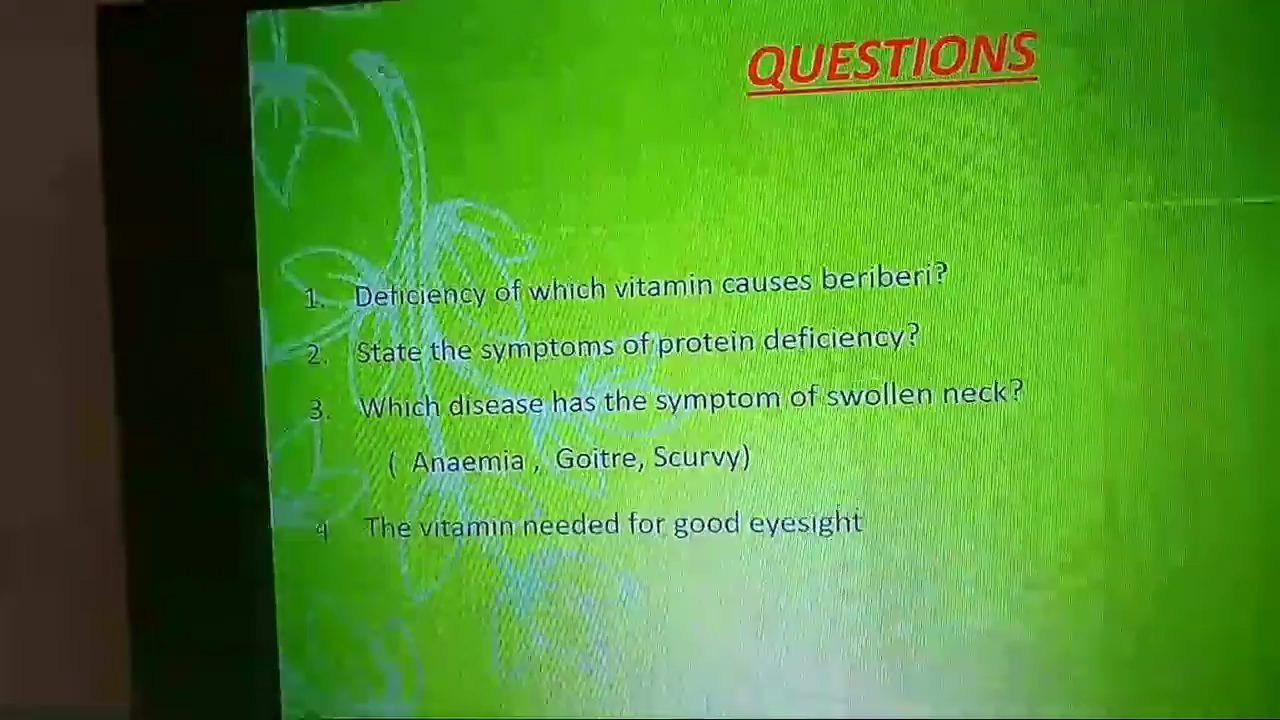 QUESTIONS
1. Deficiency of which vitamin causes beriberi?
2. State the symptoms of protein deficiency?
3. Which disease has the symptom of swollen neck?
( Anaemia , Goitre, Scurvy)
4 The vitamin needed for good eyesight